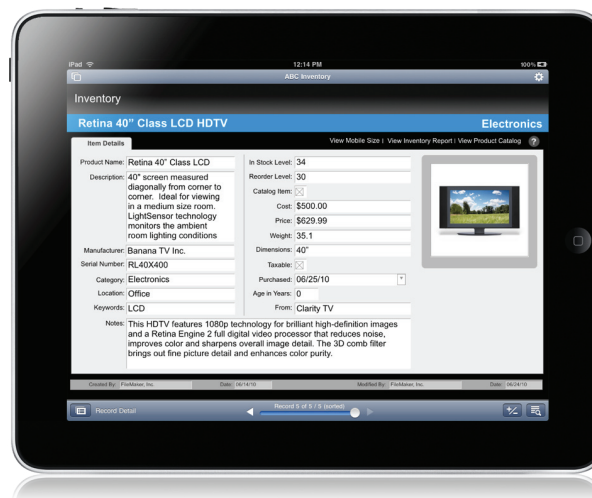 iPad 12:14 PM 100%
ABC Inventory
Inventory
Retina 40” Class LCD HDTV Electronics
Item Details View Mobile Size | View Inventory Report | View Product Catalog ?
Product Name: Retina 40” Class LCD
Description: 40” screen measured
diagonally from corner to
corner. Ideal for viewing
in a medium size room.
LightSensor technology
monitors the ambient
room lighting conditions
Manufacturer: Banana TV Inc.
Serial Number: RL40X400
Category: Electronics
Location: Office
Keywords: LCD
In Stock Level: 34
Reorder Level: 30
Catalog Item:
Cost: $500.00
Price: $629.99
Weight: 35.1
Dimensions: 40”
Taxable:
Purchased: 06/25/10
Age in Years: 0
From: Clarity TV
Notes: This HDTV features 1080p technology for brilliant high-definition images
and a Retina Engine 2 full digital video processor that reduces noise,
improves color and sharpens overall image detail. The 3D comb filter
brings out fine picture detail and enhances color purity.
Created By: FileMaker, Inc. Date: 06/14/10 Modified By: FileMaker, Inc. Date: 06/24/10
Record Detail Record 5 of 5 / 5 (sorted)